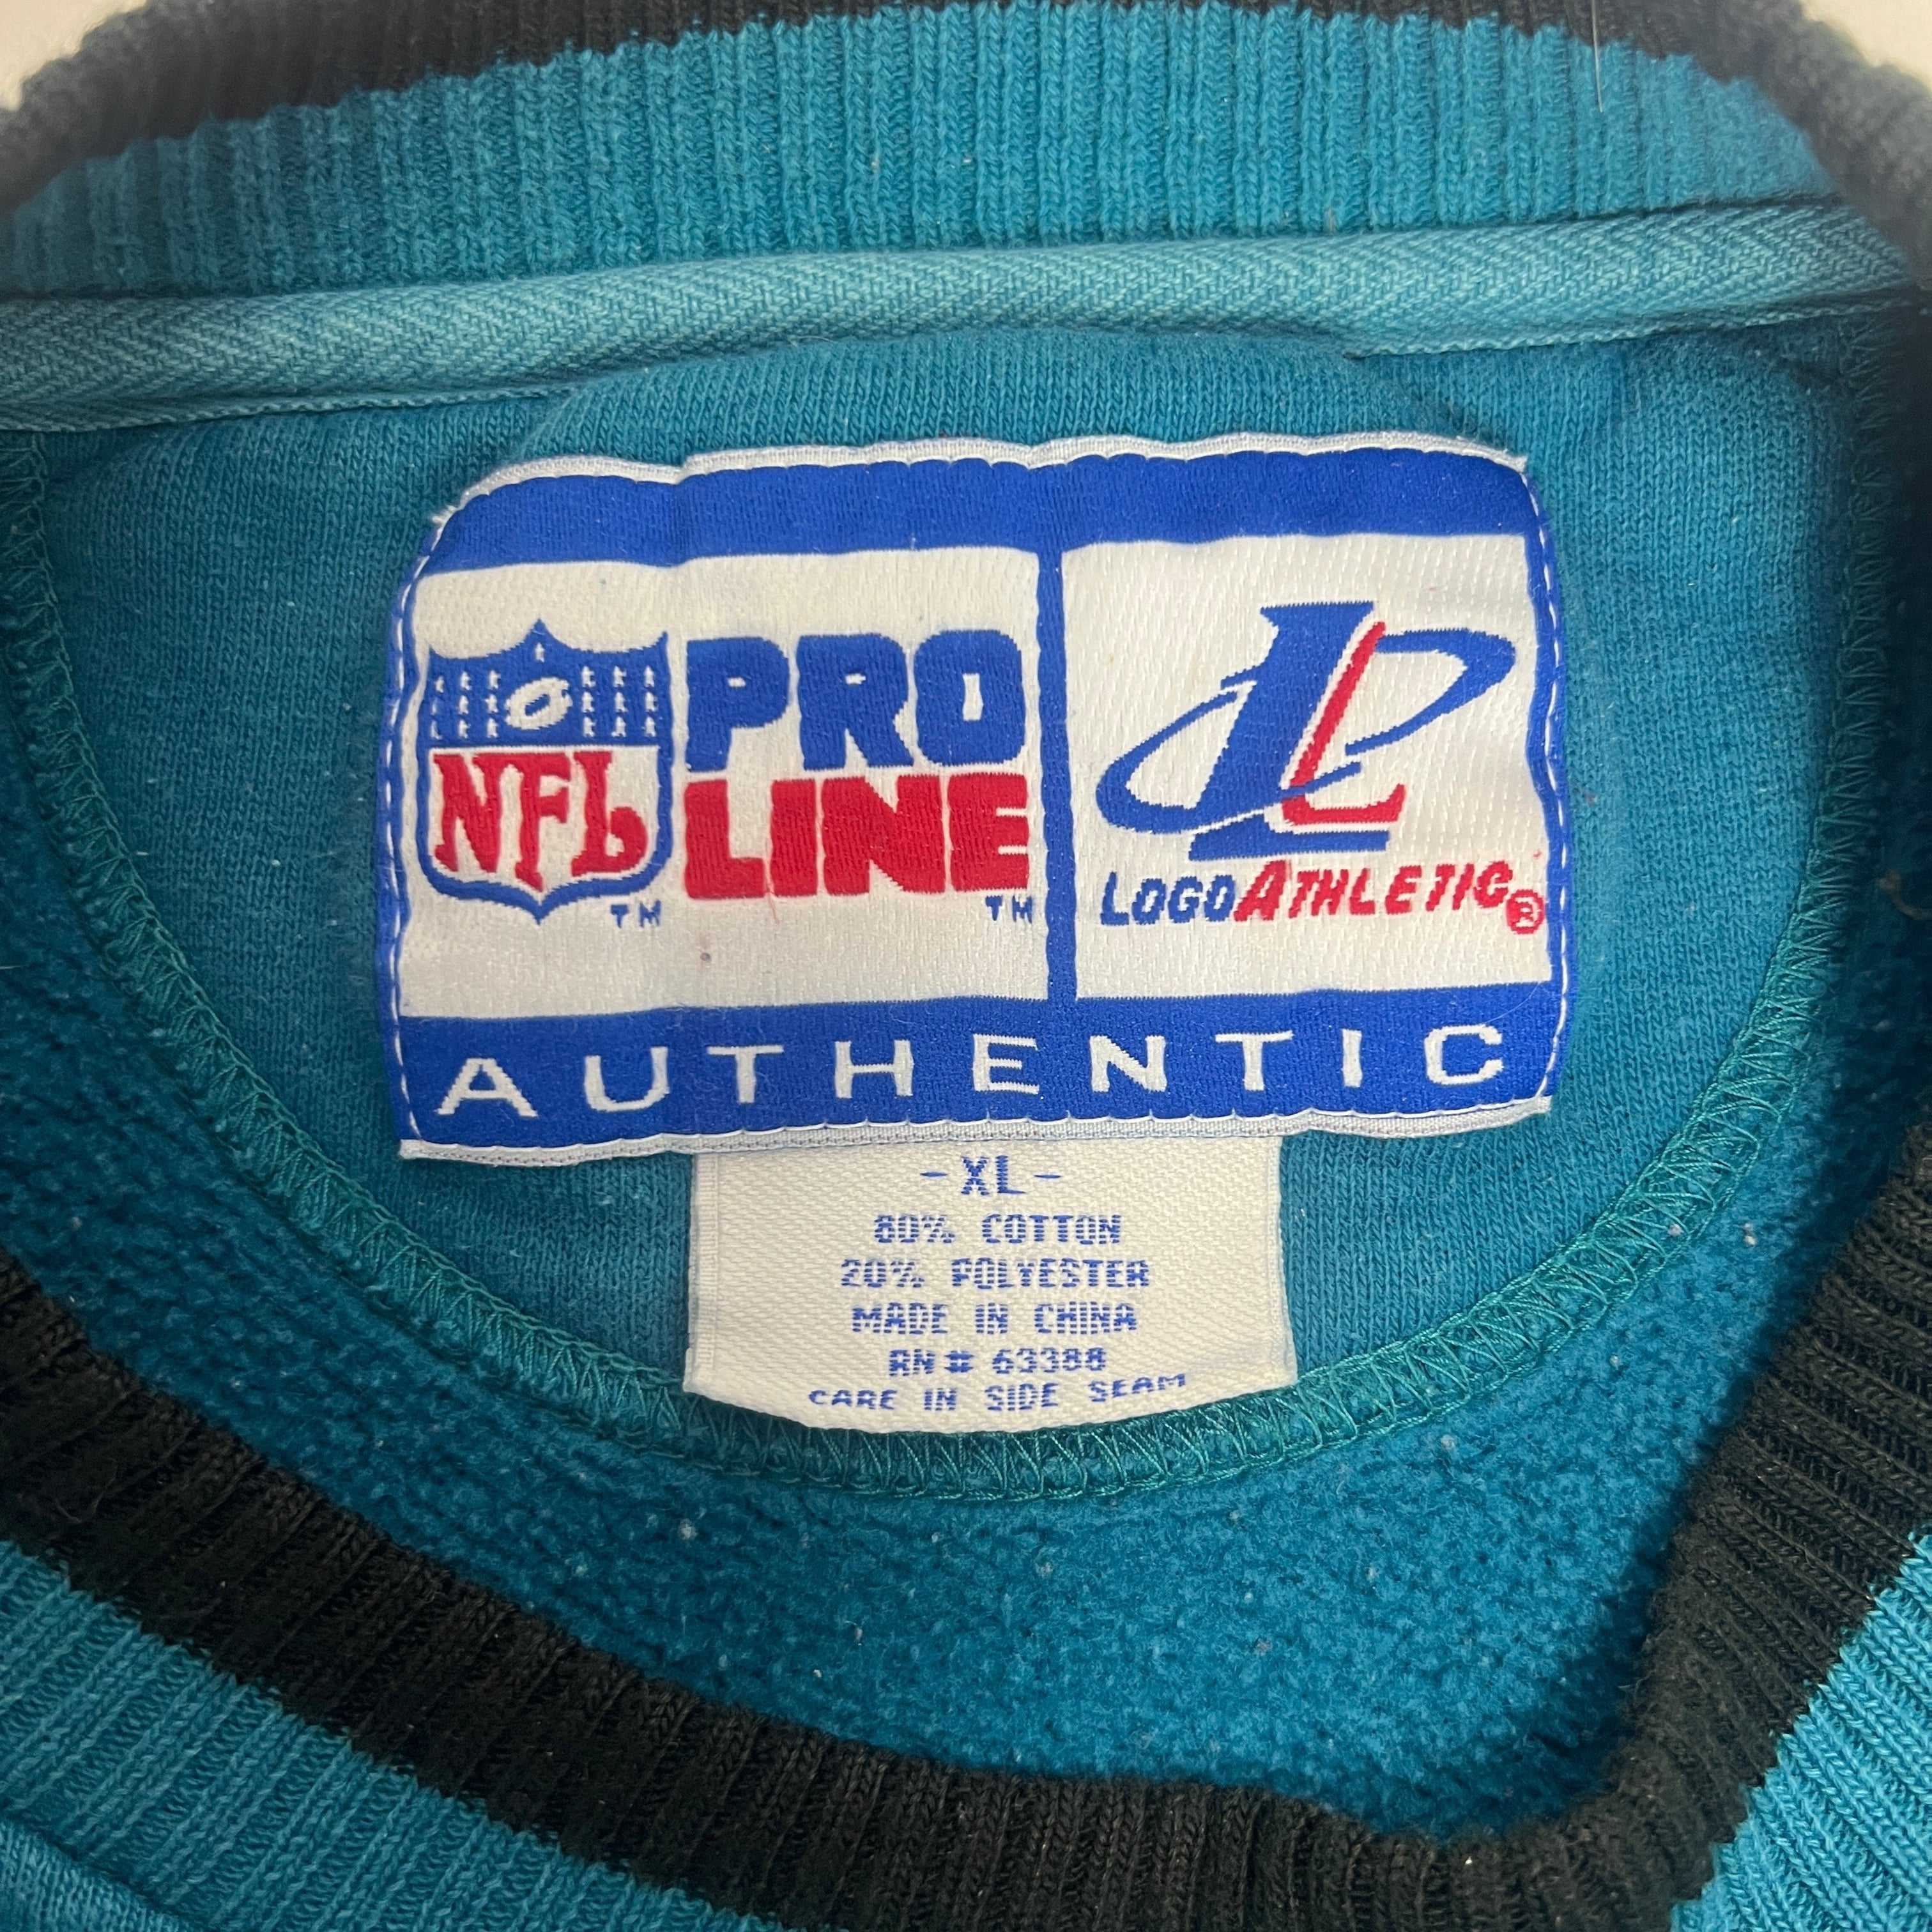 NFL
TM
PRO
LINE
TM
L
LOGO ATHLETIC®
AUTHENTIC
-XL-
80% COTTON
20% POLYESTER
MADE IN CHINA
RN# 63388
CARE IN SIDE SEAM